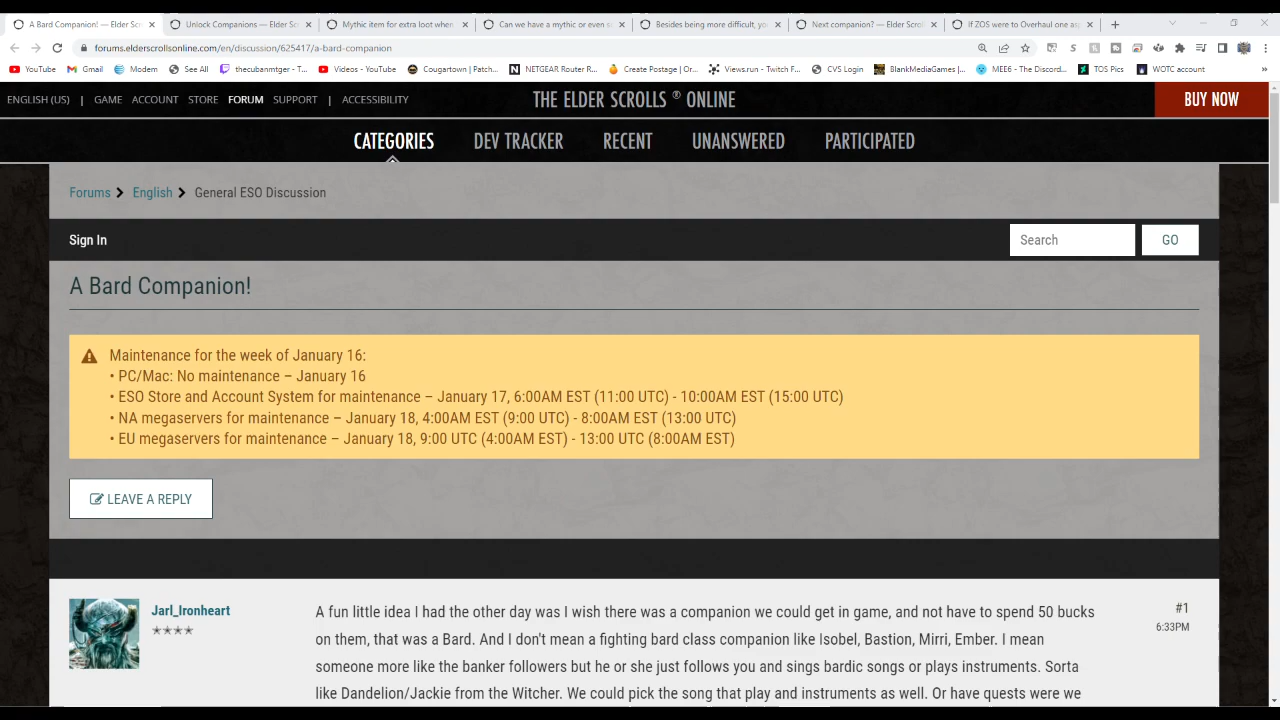 A Bard Companion! — Elder Scr
Unlock Companions — Elder Sc
Mythic item for extra loot when
Can we have a mythic or even s
Besides being more difficult, yo
Next companion? — Elder Scrol
If ZOS were to Overhaul one asp
forums.elderscrollsonline.com/en/discussion/625417/a-bard-companion
YouTube
Gmail
Modem
See All
thecubanmtger - T...
Videos - YouTube
Cougartown | Patch...
NETGEAR Router R...
Create Postage | Or...
Views.run - Twitch F...
CVS Login
BlankMediaGames |...
MEE6 - The Discord...
TOS Pics
WOTC account
»
ENGLISH (US) | GAME ACCOUNT STORE FORUM SUPPORT | ACCESSIBILITY
THE ELDER SCROLLS ® ONLINE
BUY NOW
CATEGORIES DEV TRACKER RECENT UNANSWERED PARTICIPATED
Forums > English > General ESO Discussion
Sign In
Search
GO
A Bard Companion!
Maintenance for the week of January 16:
• PC/Mac: No maintenance – January 16
• ESO Store and Account System for maintenance – January 17, 6:00AM EST (11:00 UTC) - 10:00AM EST (15:00 UTC)
• NA megaservers for maintenance – January 18, 4:00AM EST (9:00 UTC) - 8:00AM EST (13:00 UTC)
• EU megaservers for maintenance – January 18, 9:00 UTC (4:00AM EST) - 13:00 UTC (8:00AM EST)
LEAVE A REPLY
Jarl_Ironheart
★★★★
#1
6:33PM
A fun little idea I had the other day was I wish there was a companion we could get in game, and not have to spend 50 bucks
on them, that was a Bard. And I don't mean a fighting bard class companion like Isobel, Bastion, Mirri, Ember. I mean
someone more like the banker followers but he or she just follows you and sings bardic songs or plays instruments. Sorta
like Dandelion/Jackie from the Witcher. We could pick the song that play and instruments as well. Or have quests were we